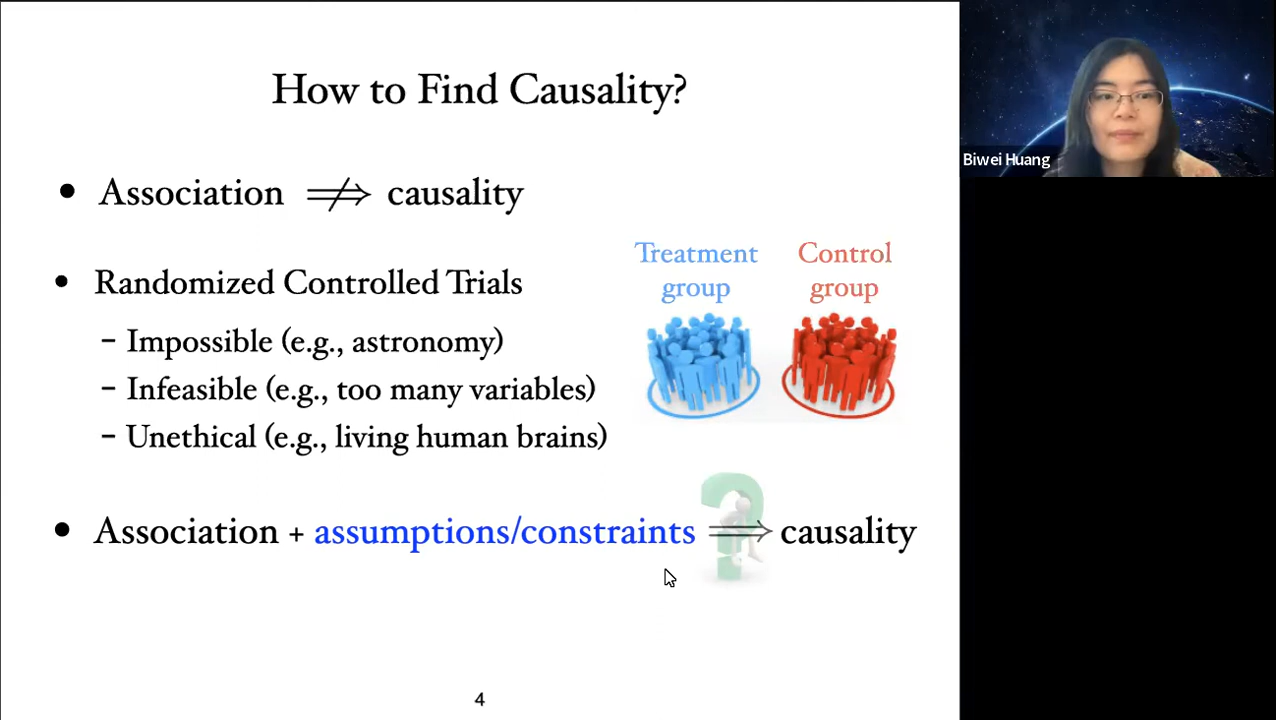 How to Find Causality?
• Association ⇏ causality
• Randomized Controlled Trials
– Impossible (e.g., astronomy)
– Infeasible (e.g., too many variables)
– Unethical (e.g., living human brains)
Treatment group
Control group
• Association + assumptions/constraints ⟹ causality
?
4
Biwei Huang